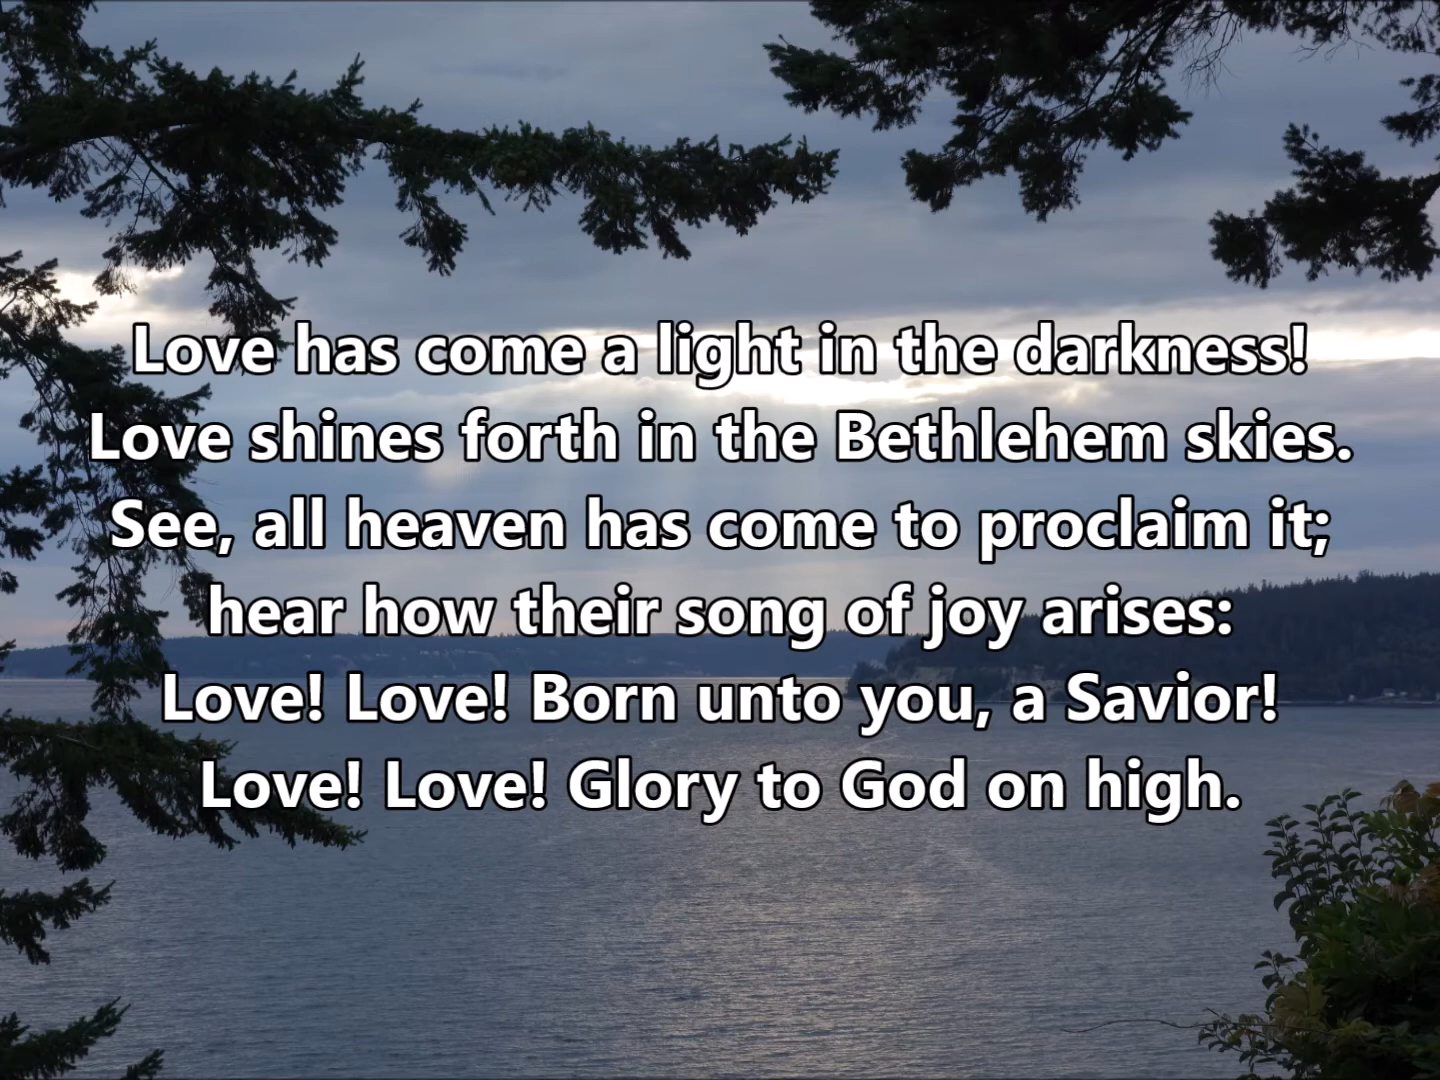 Love has come a light in the darkness!
Love shines forth in the Bethlehem skies.
See, all heaven has come to proclaim it;
hear how their song of joy arises:
Love! Love! Born unto you, a Savior!
Love! Love! Glory to God on high.